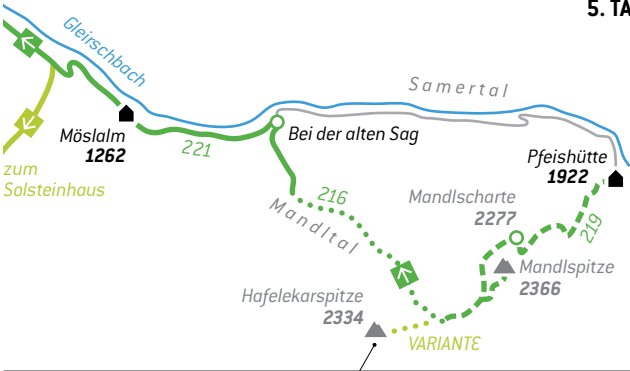 5. TA
Gleirschbach
Samertal
Möslalm
1262
221
Bei der alten Sag
Pfeishütte
1922
zum
Solsteinhaus
216
Mandltal
Mandlscharte
2277
219
Mandlspitze
2366
Hafelekarspitze
2334
VARIANTE